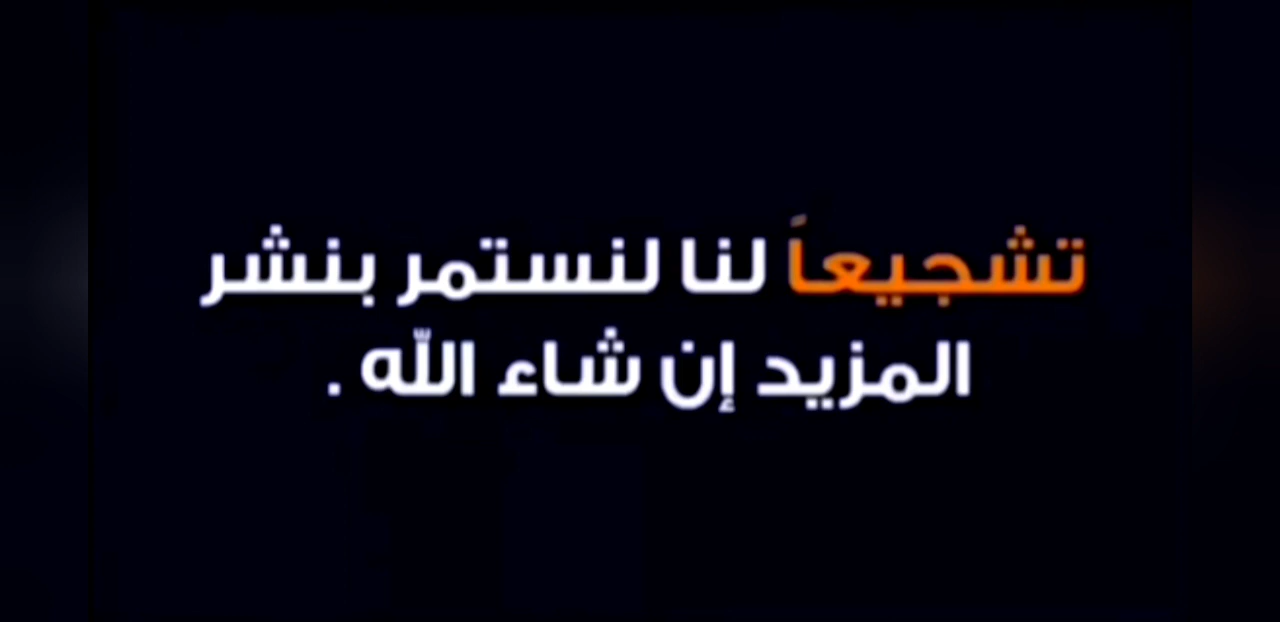 تشجيعاً لنا لنستمر بنشر
المزيد إن شاء الله .